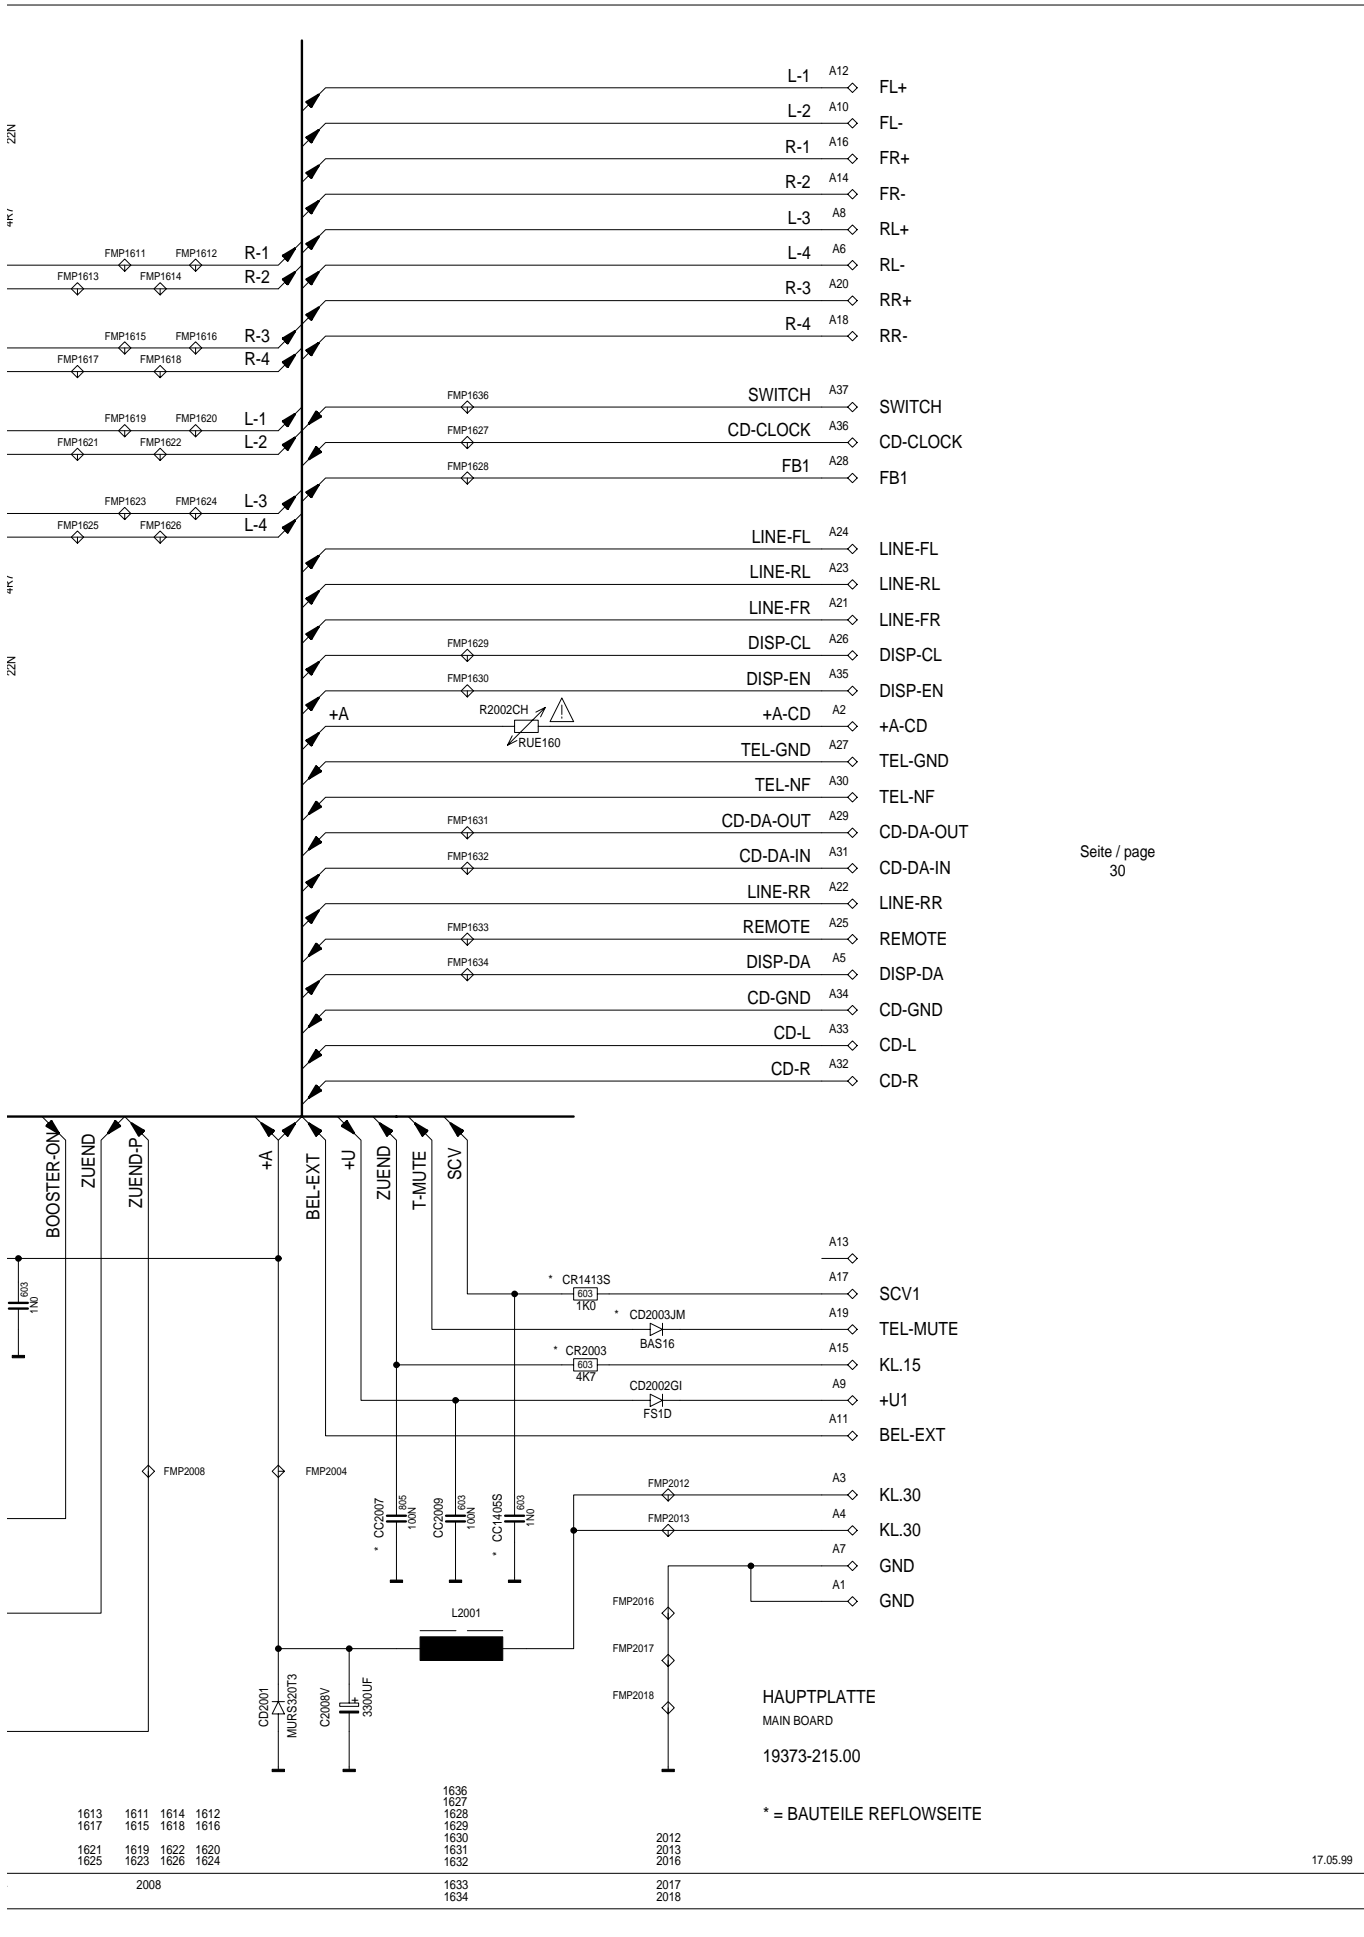 L-1 A12 FL+
22N
L-2 A10 FL-
R-1 A16 FR+
R-2 A14 FR-
4R7
L-3 A8 RL+
FMP1611 FMP1612 R-1
L-4 A6 RL-
FMP1613 FMP1614 R-2
R-3 A20 RR+
R-4 A18 RR-
FMP1615 FMP1616 R-3
FMP1617 FMP1618 R-4
FMP1636 SWITCH A37 SWITCH
FMP1619 FMP1620 L-1
FMP1627 CD-CLOCK A36 CD-CLOCK
FMP1621 FMP1622 L-2
FMP1628 FB1 A28 FB1
FMP1623 FMP1624 L-3
FMP1625 FMP1626 L-4
LINE-FL A24 LINE-FL
4R7
LINE-RL A23 LINE-RL
LINE-FR A21 LINE-FR
22N
FMP1629 DISP-CL A26 DISP-CL
FMP1630 DISP-EN A35 DISP-EN
+A R2002CH ! +A-CD A2 +A-CD
RUE160
TEL-GND A27 TEL-GND
TEL-NF A30 TEL-NF
FMP1631 CD-DA-OUT A29 CD-DA-OUT
FMP1632 CD-DA-IN A31 CD-DA-IN
Seite / page
30
LINE-RR A22 LINE-RR
FMP1633 REMOTE A25 REMOTE
FMP1634 DISP-DA A5 DISP-DA
CD-GND A34 CD-GND
CD-L A33 CD-L
CD-R A32 CD-R
BOOSTER-ON
ZUEND
ZUEND-P
+A
BEL-EXT
+U
ZUEND
T-MUTE
SCV
A13
603
1N0
* CR1413S A17 SCV1
603
1K0
* CD2003JM A19 TEL-MUTE
BAS16
* CR2003 A15 KL.15
603
4K7
CD2002GI A9 +U1
FS1D
A11 BEL-EXT
FMP2008 FMP2004
* CC2007 805 100N
CC2009 603 100N
* CC1405S 603 1N0
FMP2012 A3 KL.30
FMP2013 A4 KL.30
A7 GND
FMP2016 A1 GND
L2001
FMP2017
FMP2018
CD2001 MURS320T3
C2008V + 3300UF
HAUPTPLATTE
MAIN BOARD
19373-215.00
* = BAUTEILE REFLOWSEITE
1636
1627
1613 1611 1614 1612 1628
1617 1615 1618 1616 1629
1630 2012
1621 1619 1622 1620 1631 2013
1625 1623 1626 1624 1632 2016
17.05.99
2008 1633 2017
1634 2018